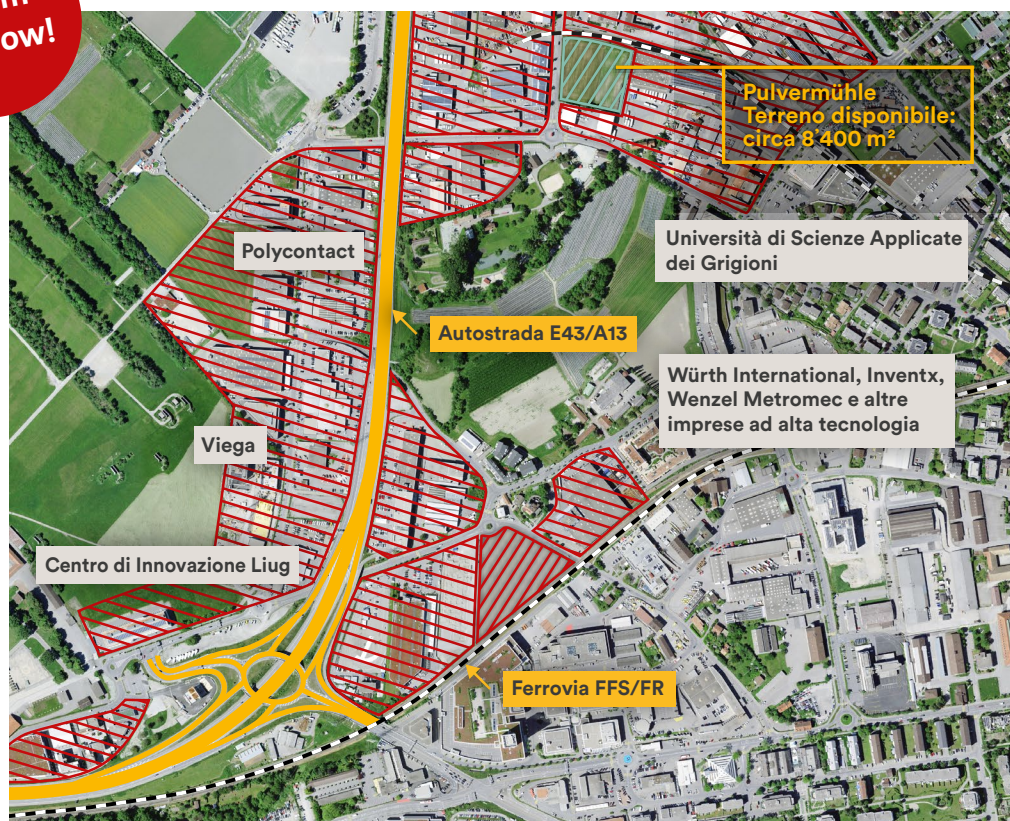 ow!
Pulvermühle
Terreno disponibile:
circa 8'400 m²
Università di Scienze Applicate
dei Grigioni
Polycontact
Autostrada E43/A13
Würth International, Inventx,
Wenzel Metromec e altre
imprese ad alta tecnologia
Viega
Centro di Innovazione Liug
Ferrovia FFS/FR